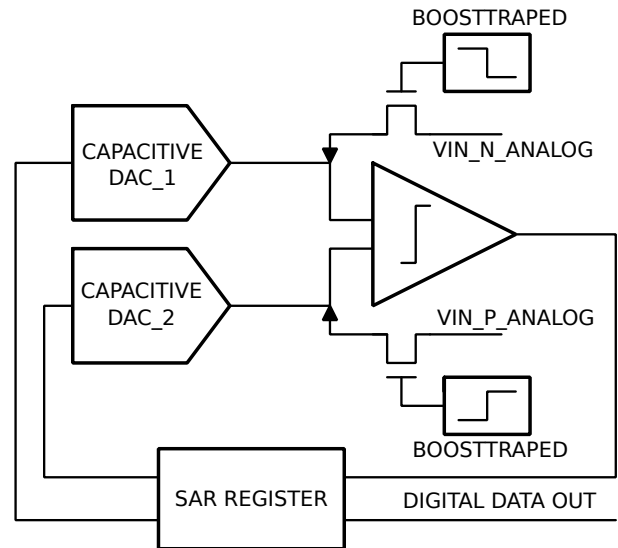 BOOSTTRAPED
CAPACITIVE
DAC_1
VIN_N_ANALOG
CAPACITIVE
DAC_2
VIN_P_ANALOG
BOOSTTRAPED
SAR REGISTER
DIGITAL DATA OUT